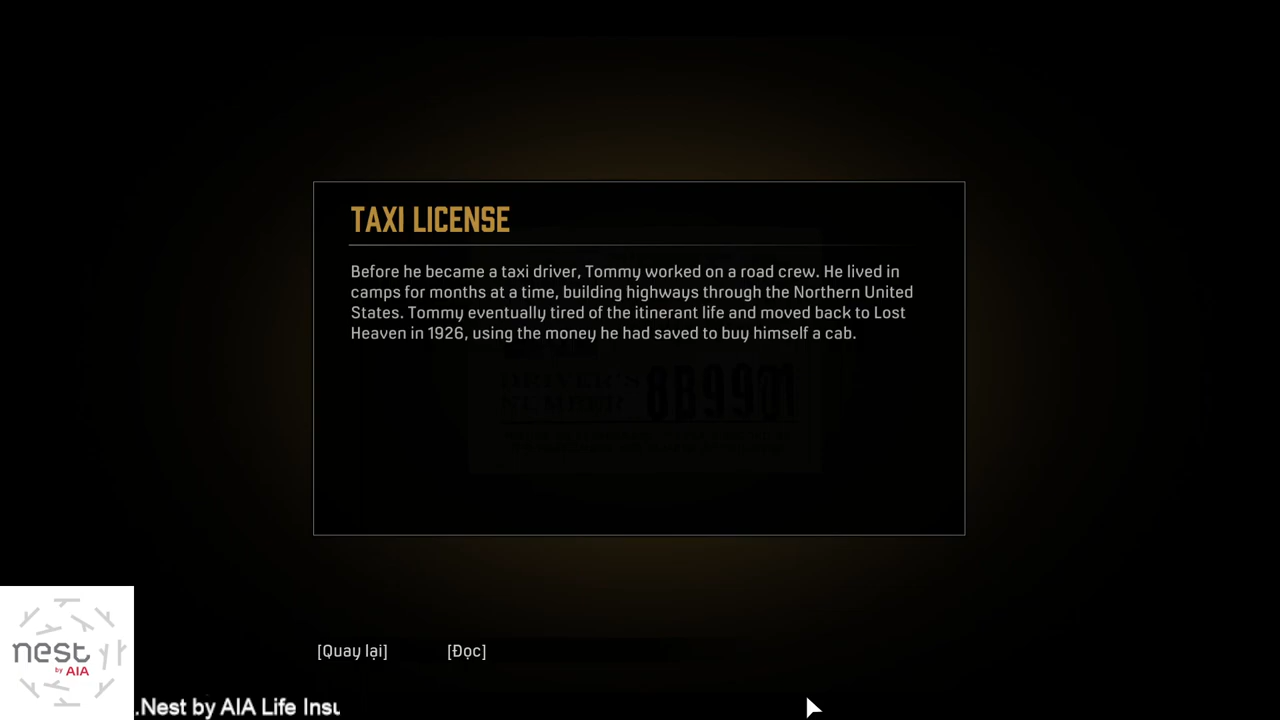 TAXI LICENSE
Before he became a taxi driver, Tommy worked on a road crew. He lived in
camps for months at a time, building highways through the Northern United
States. Tommy eventually tired of the itinerant life and moved back to Lost
Heaven in 1926, using the money he had saved to buy himself a cab.
DRIVER'S
NUMBER 8B9901
[Quay lại] [Đọc]
nest
by AIA
.Nest by AIA Life Insu